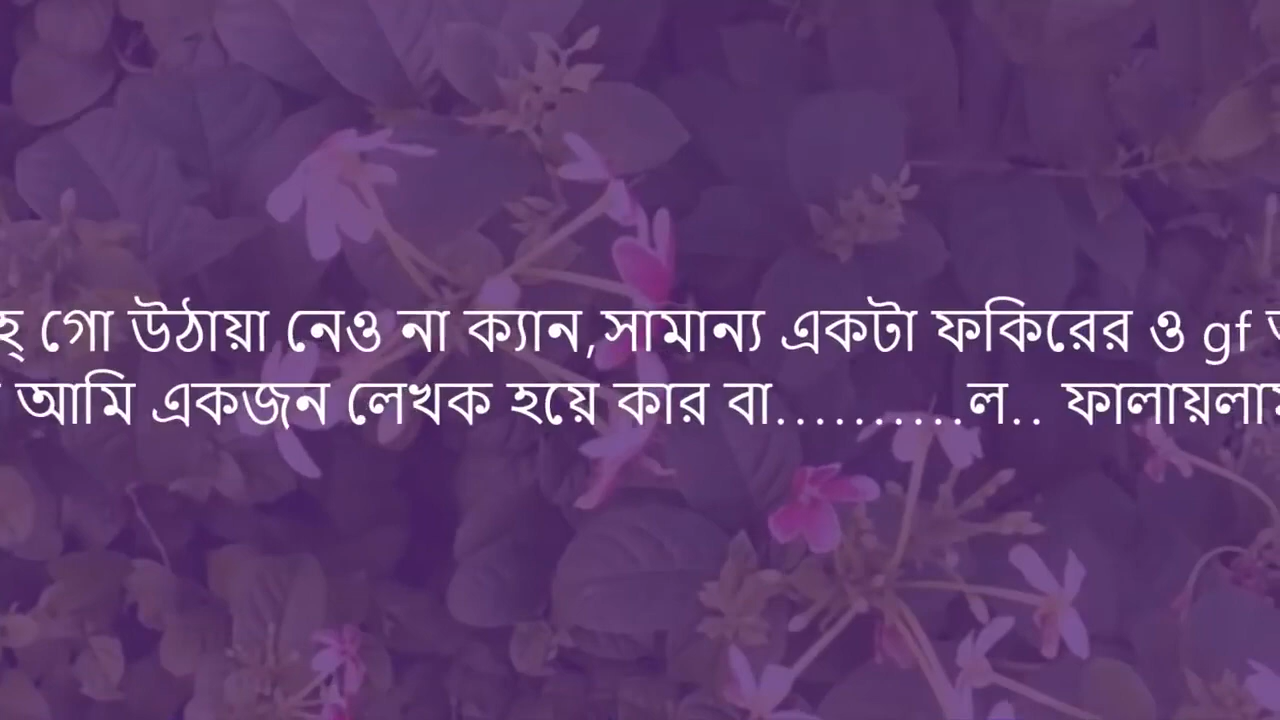 গো উঠায়া নেও না ক্যান,সামান্য একটা ফকিরের ও gf
আমি একজন লেখক হয়ে কার বা..........ল.. ফালায়লায়